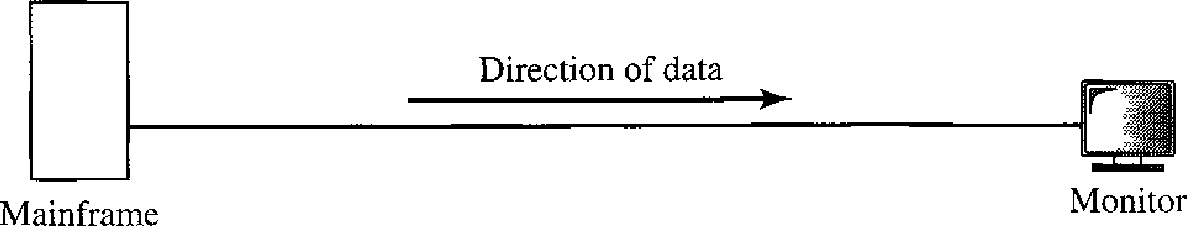 Direction of data
Mainframe
Monitor